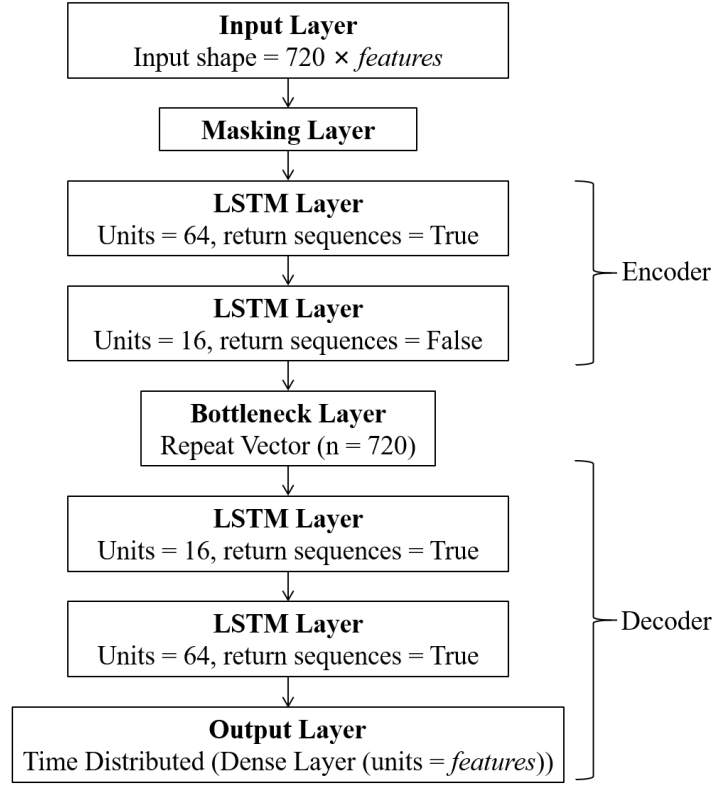 Input Layer
Input shape = 720 × features
Masking Layer
LSTM Layer
Units = 64, return sequences = True
LSTM Layer
Units = 16, return sequences = False
Encoder
Bottleneck Layer
Repeat Vector (n = 720)
LSTM Layer
Units = 16, return sequences = True
LSTM Layer
Units = 64, return sequences = True
Decoder
Output Layer
Time Distributed (Dense Layer (units = features))